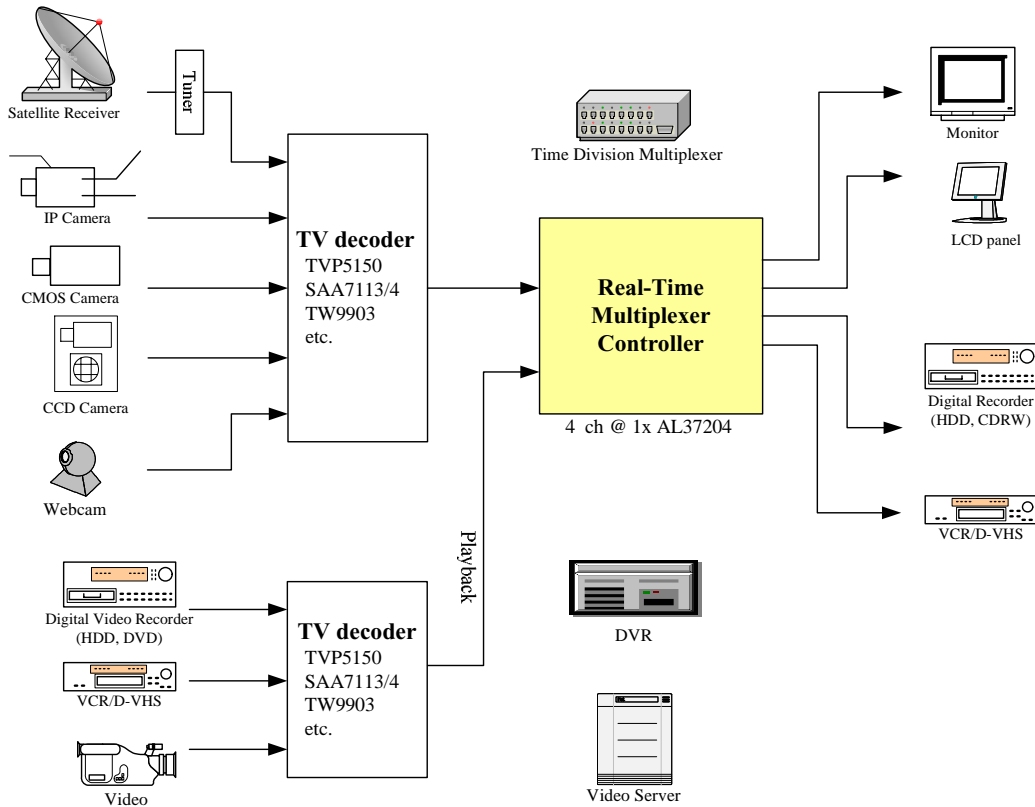 Satellite Receiver
Tuner
IP Camera
CMOS Camera
CCD Camera
Webcam
TV decoder
TVP5150
SAA7113/4
TW9903
etc.
Time Division Multiplexer
Real-Time
Multiplexer
Controller
4 ch @ 1x AL37204
Monitor
LCD panel
Digital Recorder
(HDD, CDRW)
VCR/D-VHS
Playback
Digital Video Recorder
(HDD, DVD)
VCR/D-VHS
Video
TV decoder
TVP5150
SAA7113/4
TW9903
etc.
DVR
Video Server